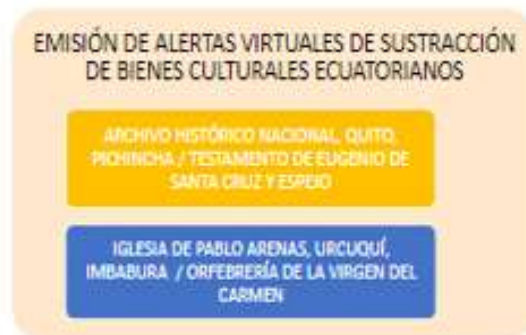 EMISIÓN DE ALERTAS VIRTUALES DE SUSTRACCIÓN
DE BIENES CULTURALES ECUATORIANOS
ARCHIVO HISTÓRICO NACIONAL, QUITO,
PICHINCHA / TESTAMENTO DE EUGENIO DE
SANTA CRUZ Y ESPEJO
IGLESIA DE PABLO ARENAS, URCUQUÍ,
IMBABURA / ORFEBRERÍA DE LA VIRGEN DEL
CARMEN